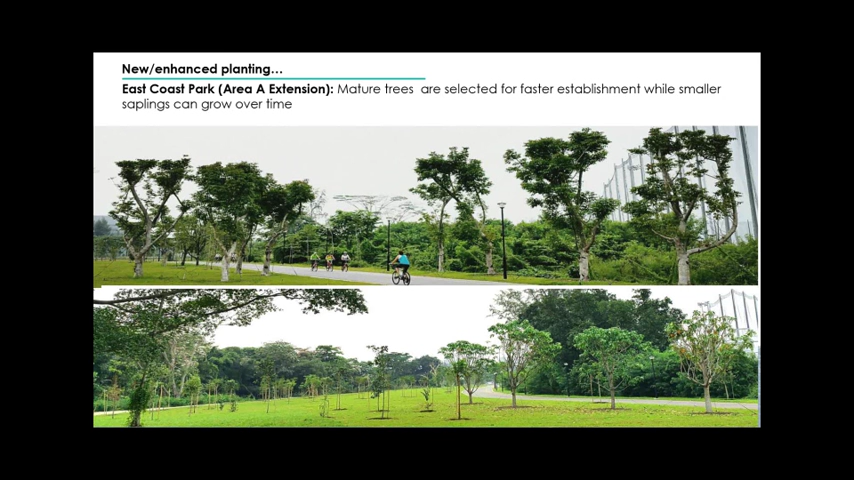 New/enhanced planting...
East Coast Park (Area A Extension): Mature trees are selected for faster establishment while smaller
saplings can grow over time